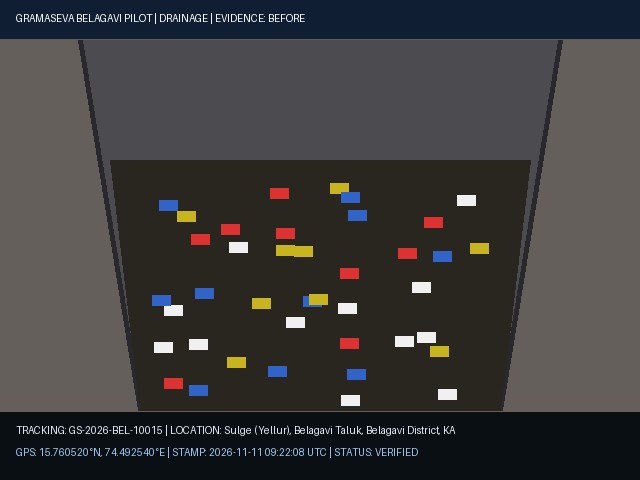 GRAMASEVA BELAGAVI PILOT | DRAINAGE | EVIDENCE: BEFORE
TRACKING: GS-2026-BEL-10015 | LOCATION: Sulge (Yellur), Belagavi Taluk, Belagavi District, KA
GPS: 15.760520°N, 74.492540°E | STAMP: 2026-11-11 09:22:08 UTC | STATUS: VERIFIED